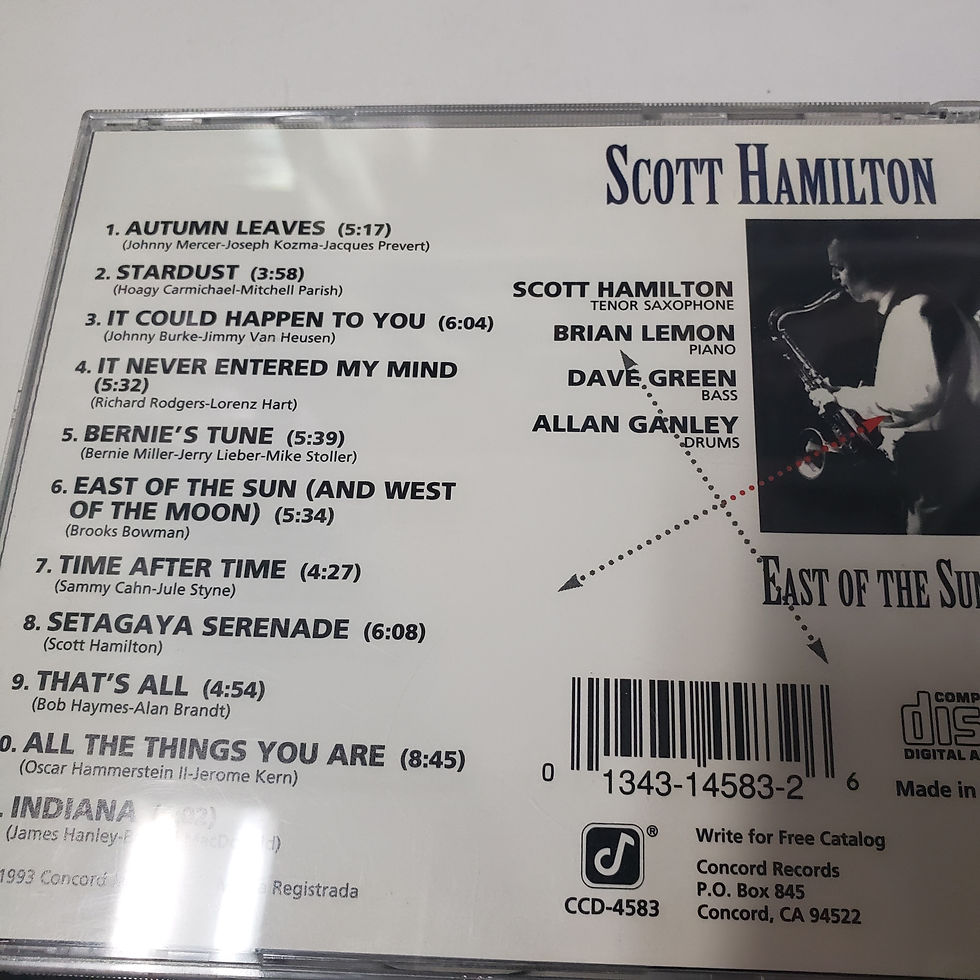 SCOTT HAMILTON
1. AUTUMN LEAVES (5:17)
(Johnny Mercer-Joseph Kozma-Jacques Prevert)
2. STARDUST (3:58)
(Hoagy Carmichael-Mitchell Parish)
3. IT COULD HAPPEN TO YOU (6:04)
(Johnny Burke-Jimmy Van Heusen)
4. IT NEVER ENTERED MY MIND
(5:32)
(Richard Rodgers-Lorenz Hart)
5. BERNIE'S TUNE (5:39)
(Bernie Miller-Jerry Lieber-Mike Stoller)
6. EAST OF THE SUN (AND WEST
OF THE MOON) (5:34)
(Brooks Bowman)
7. TIME AFTER TIME (4:27)
(Sammy Cahn-Jule Styne)
8. SETAGAYA SERENADE (6:08)
(Scott Hamilton)
9. THAT'S ALL (4:54)
(Bob Haymes-Alan Brandt)
0. ALL THE THINGS YOU ARE (8:45)
(Oscar Hammerstein II-Jerome Kern)
. INDIANA
(James Hanley-
1993 Concord
Registrada
SCOTT HAMILTON
TENOR SAXOPHONE
BRIAN LEMON
PIANO
DAVE GREEN
BASS
ALLAN GANLEY
DRUMS
EAST OF THE SUN
0 1343-14583-2 6
COMP
dis
DIGITAL A
Made in
®
CCD-4583
Write for Free Catalog
Concord Records
P.O. Box 845
Concord, CA 94522